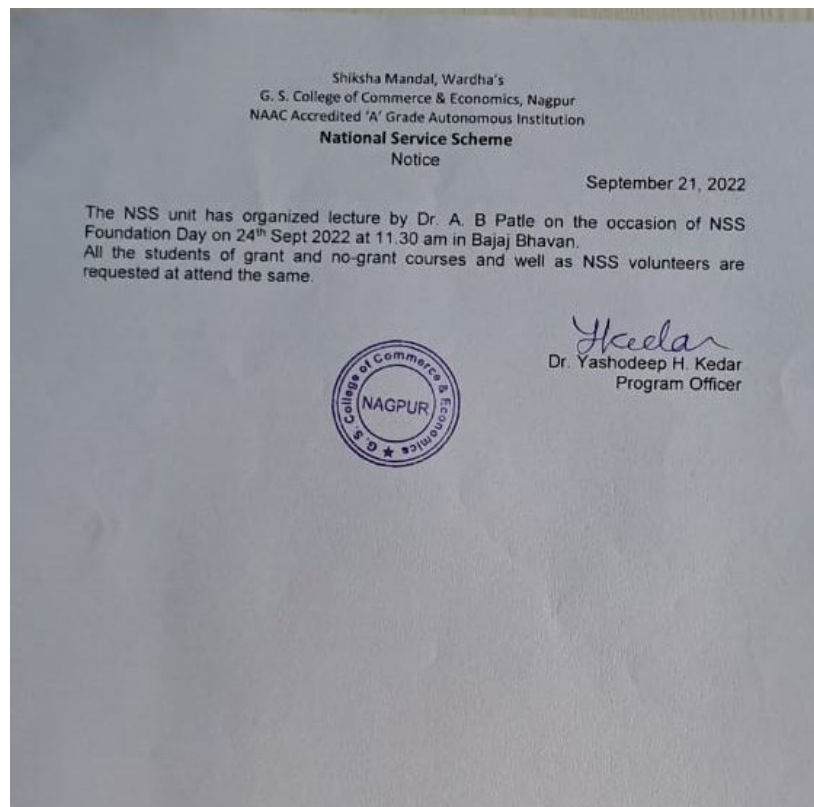 Shiksha Mandal, Wardha's
G. S. College of Commerce & Economics, Nagpur
NAAC Accredited 'A' Grade Autonomous Institution
National Service Scheme
Notice
September 21, 2022
The NSS unit has organized lecture by Dr. A. B Patle on the occasion of NSS
Foundation Day on 24th Sept 2022 at 11.30 am in Bajaj Bhavan.
All the students of grant and no-grant courses and well as NSS volunteers are
requested at attend the same.
YKedar
Dr. Yashodeep H. Kedar
Program Officer
G. S. College of Commerce & Economics ★
NAGPUR